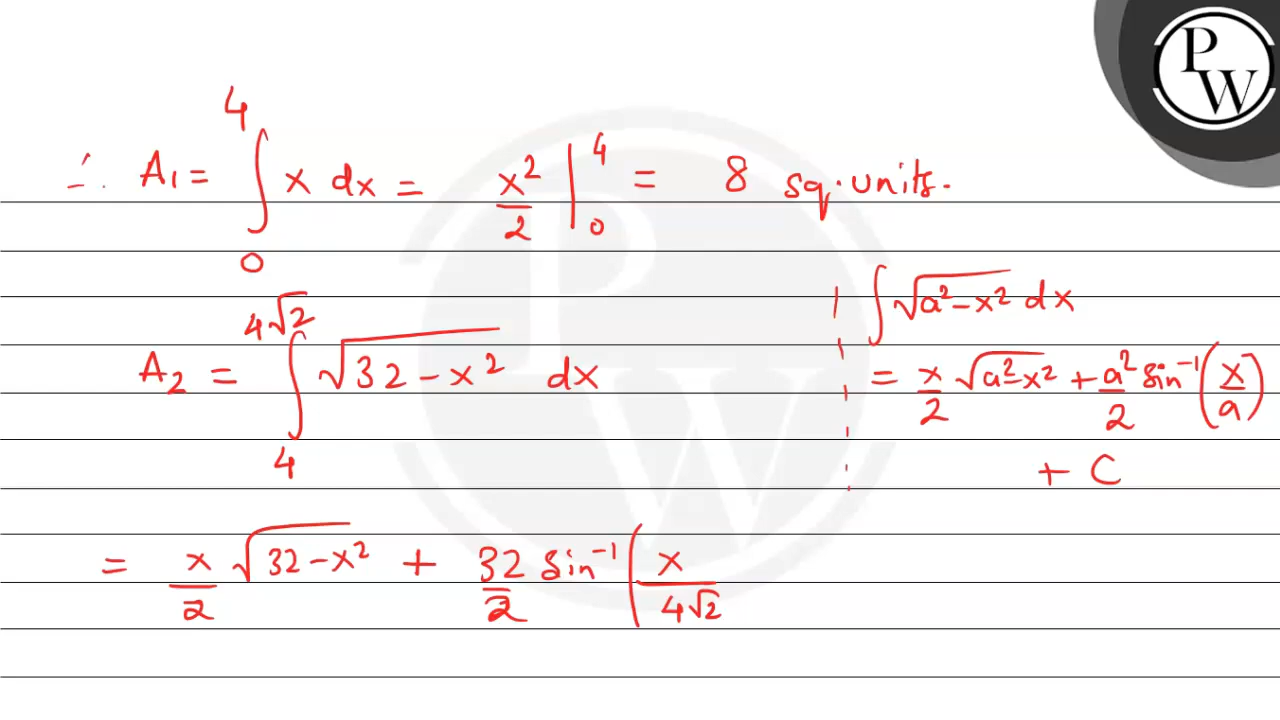 PW
∴ A₁ = ∫₀⁴ x dx = x²/2 |₀⁴ = 8 sq. units.
A₂ = ∫₄^(4√2) √(32 – x²) dx
∫ √(a² – x²) dx
= x/2 √(a² – x²) + a²/2 sin⁻¹(x/a)
+ C
= x/2 √(32 – x²) + 32/2 sin⁻¹(x/4√2